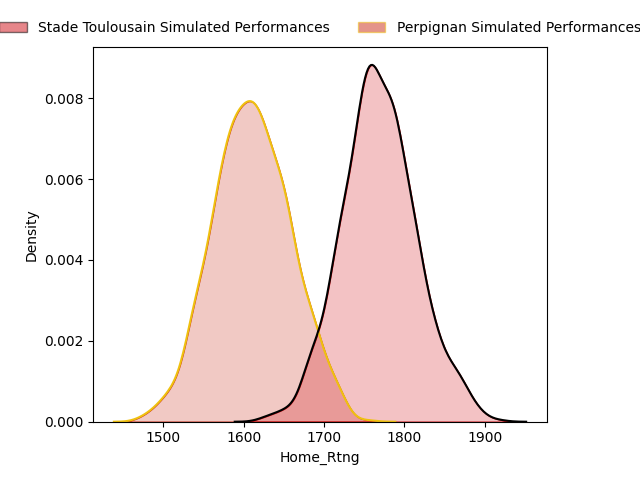 Stade Toulousain Simulated Performances
Perpignan Simulated Performances
0.008
0.006
0.004
0.002
0.000
Density
1500 1600 1700 1800 1900
Home_Rtng